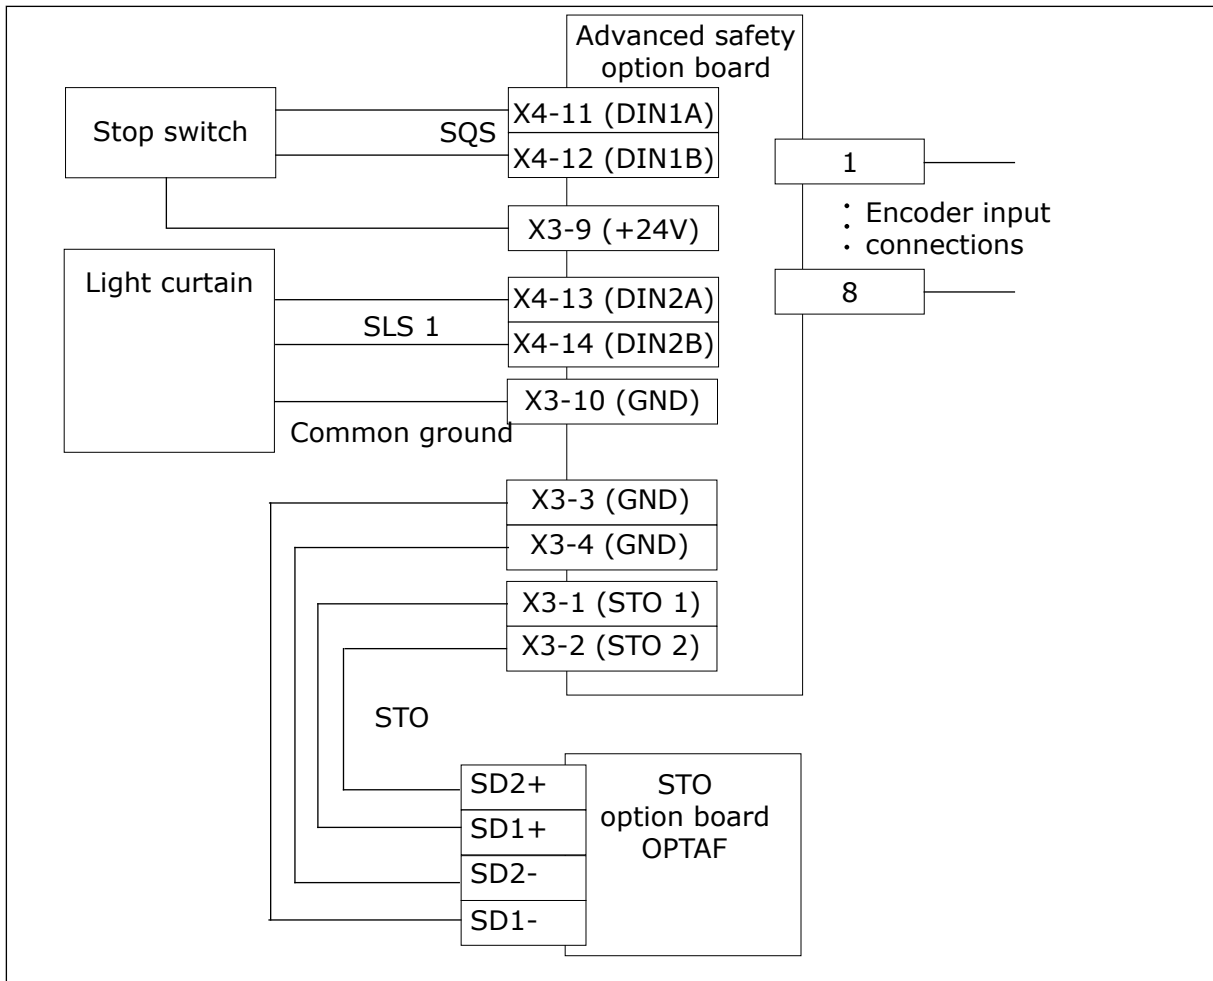 Advanced safety
option board
Stop switch
SQS
X4-11 (DIN1A)
X4-12 (DIN1B)
X3-9 (+24V)
1
Encoder input
connections
8
Light curtain
SLS 1
X4-13 (DIN2A)
X4-14 (DIN2B)
X3-10 (GND)
Common ground
X3-3 (GND)
X3-4 (GND)
X3-1 (STO 1)
X3-2 (STO 2)
STO
SD2+
SD1+
SD2-
SD1-
STO
option board
OPTAF